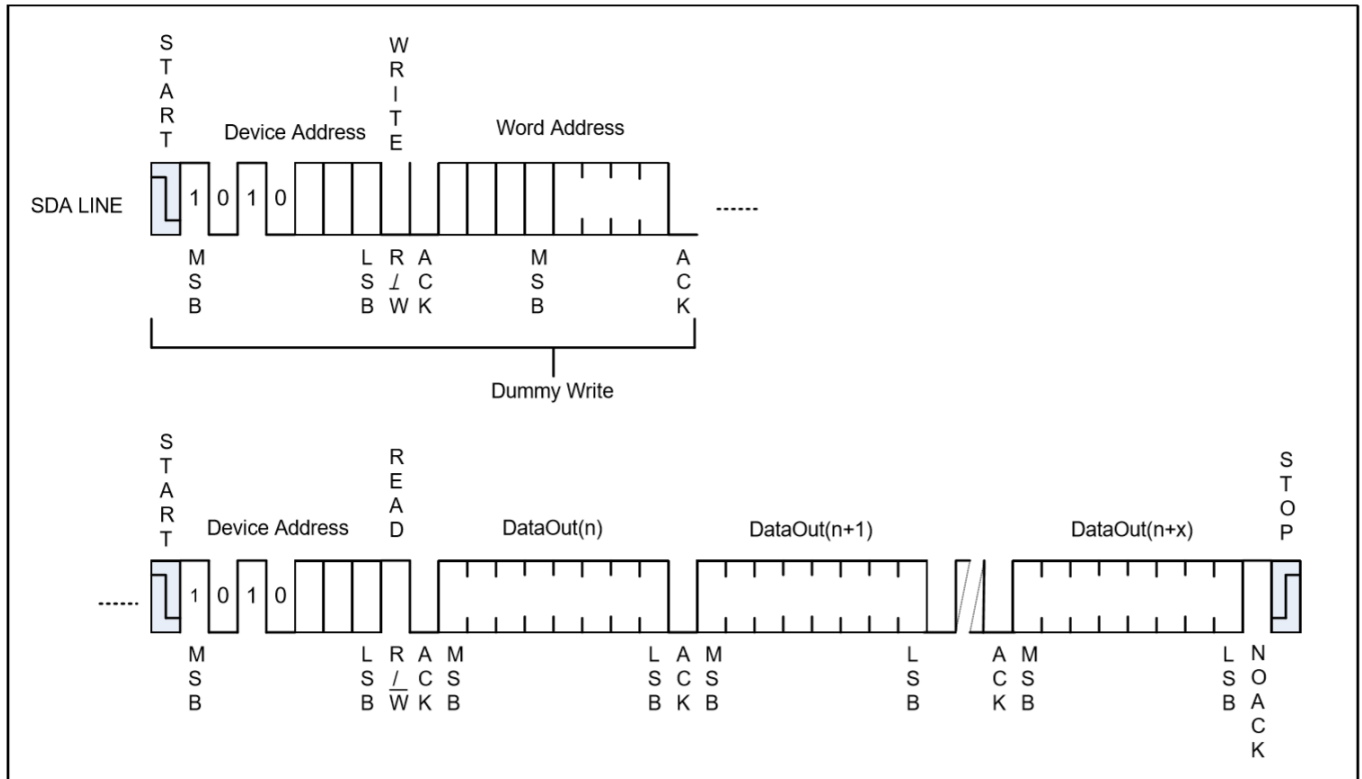 START
WRITE
Device Address
Word Address
SDA LINE
1 0 1 0
......
MSB
LSB
R/W
ACK
MSB
ACK
Dummy Write
START
READ
STOP
Device Address
DataOut(n)
DataOut(n+1)
DataOut(n+x)
......
1 0 1 0
MSB
LSB
R/W
ACK
MSB
LSB
ACK
MSB
LSB
ACK
MSB
LSB
NOACK